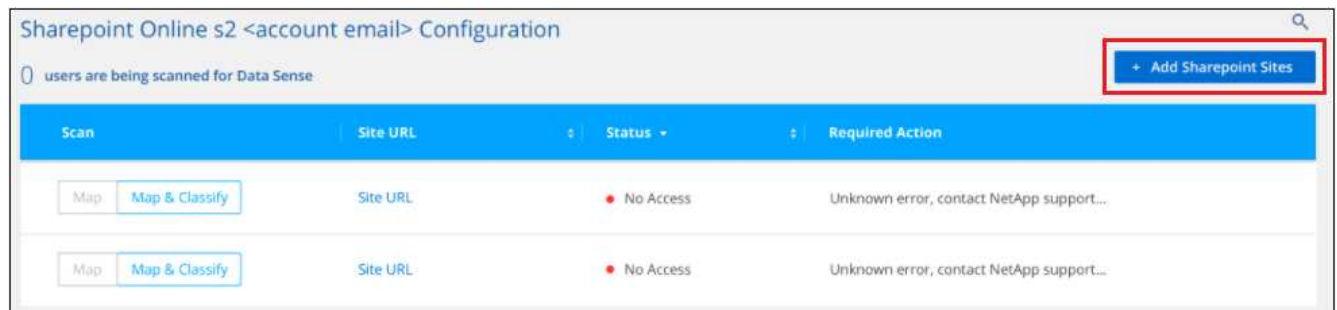 Sharepoint Online s2 <account email> Configuration
0 users are being scanned for Data Sense
+ Add Sharepoint Sites
Scan Site URL Status Required Action
Map Map & Classify Site URL No Access Unknown error, contact NetApp support...
Map Map & Classify Site URL No Access Unknown error, contact NetApp support...